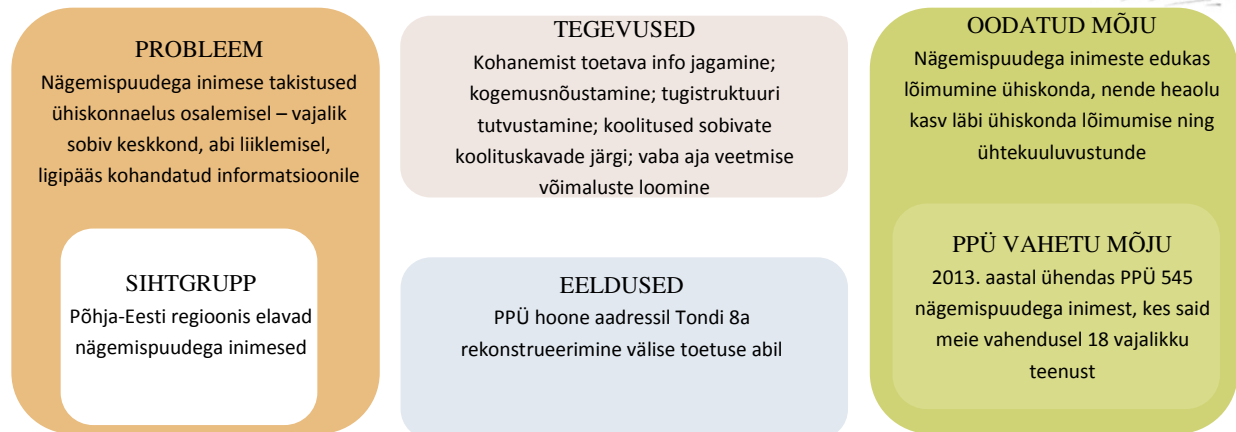 PROBLEEM
Nägemispuudega inimese takistused
ühiskonnaelus osalemisel – vajalik
sobiv keskkond, abi liiklemisel,
ligipääs kohandatud informatsioonile
SIHTGRUPP
Põhja-Eesti regioonis elavad
nägemispuudega inimesed
TEGEVUSED
Kohanemist toetava info jagamine;
kogemusnõustamine; tugistruktuuri
tutvustamine; koolitused sobivate
koolituskavade järgi; vaba aja veetmise
võimaluste loomine
EELDUSED
PPÜ hoone aadressil Tondi 8a
rekonstrueerimine välise toetuse abil
OODATUD MÕJU
Nägemispuudega inimeste edukas
lõimumine ühiskonda, nende heaolu
kasv läbi ühiskonda lõimumise ning
ühtekuuluvustunde
PPÜ VAHETU MÕJU
2013. aastal ühendas PPÜ 545
nägemispuudega inimest, kes said
meie vahendusel 18 vajalikku
teenust